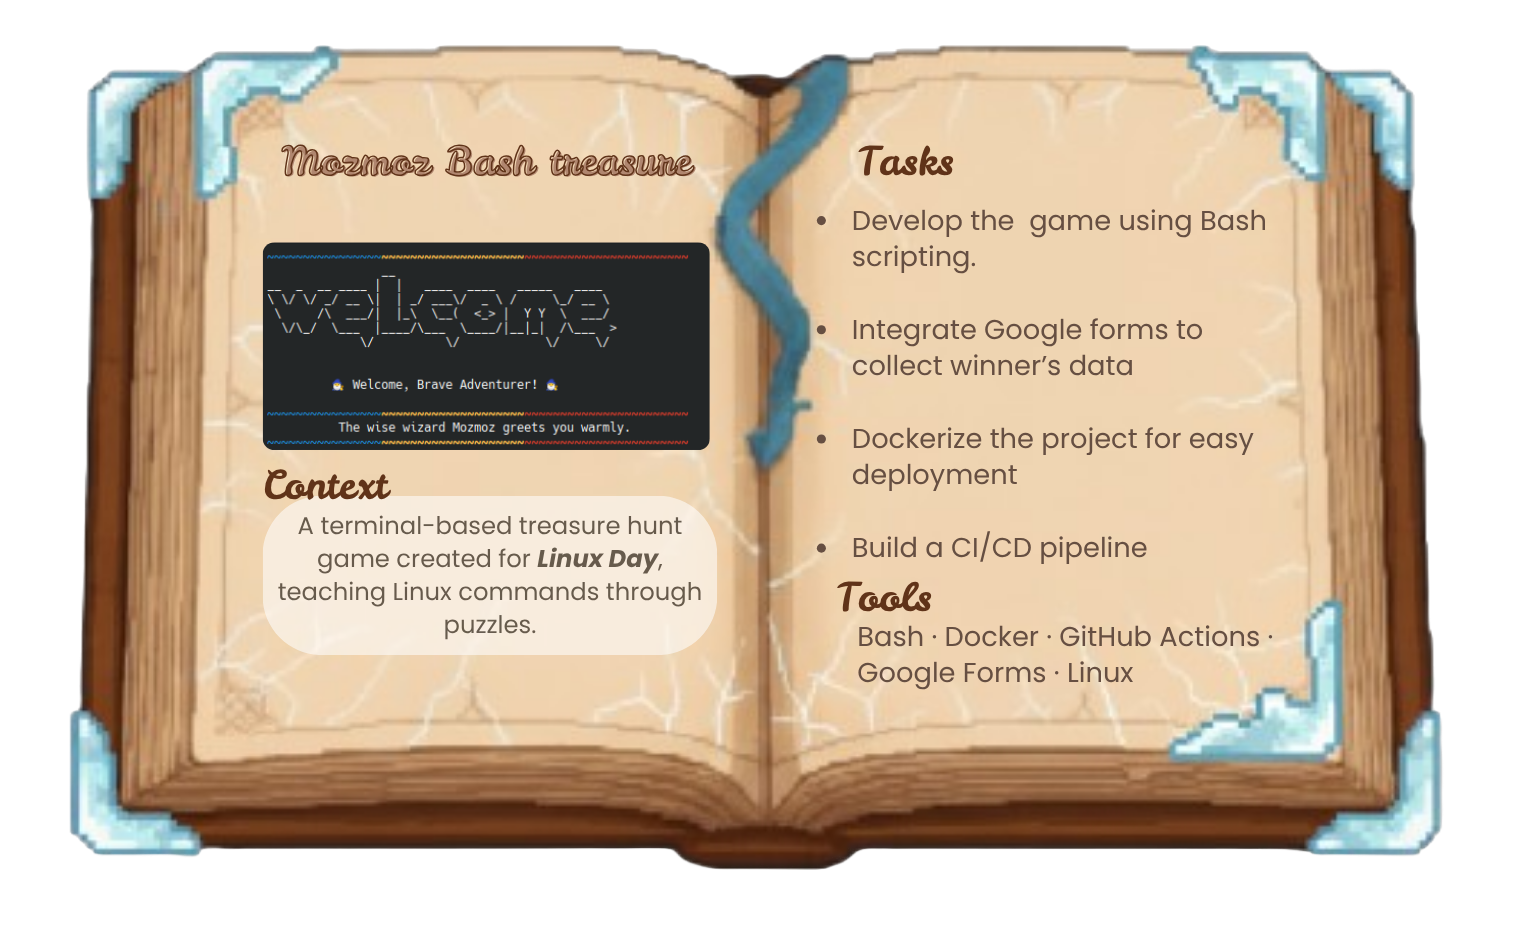 Mozmoz Bash treasure
welcome
🧙 Welcome, Brave Adventurer! 🧙
The wise wizard Mozmoz greets you warmly.
Context
A terminal-based treasure hunt
game created for Linux Day,
teaching Linux commands through
puzzles.
Tasks
• Develop the  game using Bash
scripting.
• Integrate Google forms to
collect winner’s data
• Dockerize the project for easy
deployment
• Build a CI/CD pipeline
Tools
Bash · Docker · GitHub Actions ·
Google Forms · Linux